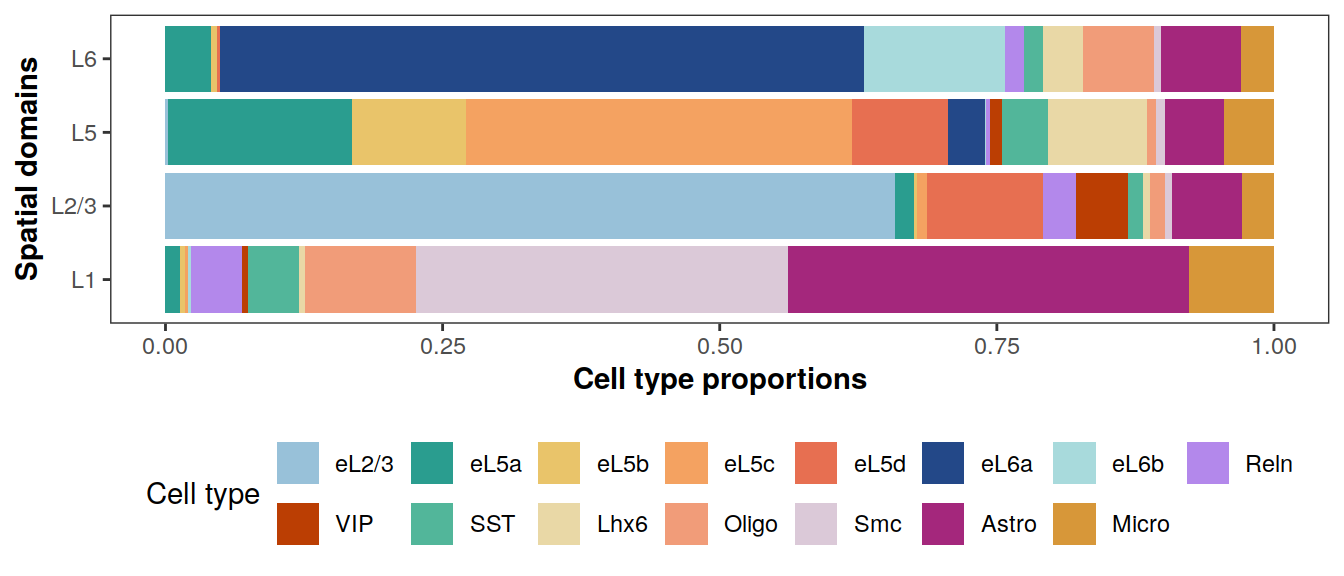 Spatial domains
L6
L5
L2/3
L1
0.00 0.25 0.50 0.75 1.00
Cell type proportions
Cell type
eL2/3 eL5a eL5b eL5c eL5d eL6a eL6b Reln
VIP SST Lhx6 Oligo Smc Astro Micro